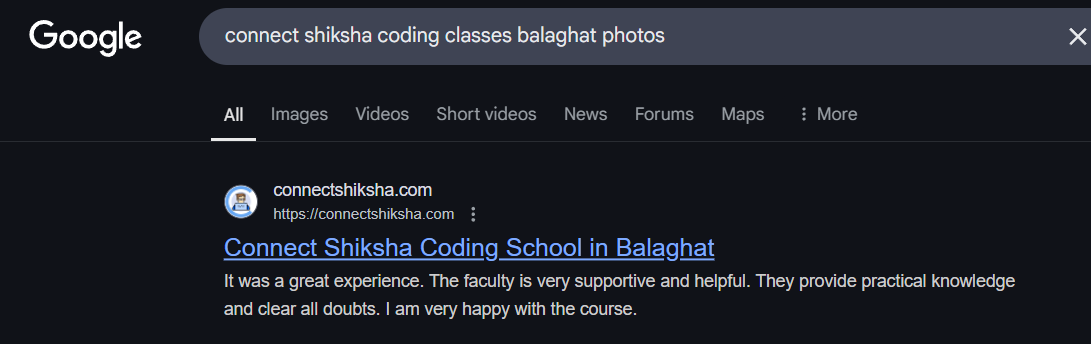 Google
connect shiksha coding classes balaghat photos
All Images Videos Short videos News Forums Maps More
connectshiksha.com
https://connectshiksha.com
Connect Shiksha Coding School in Balaghat
It was a great experience. The faculty is very supportive and helpful. They provide practical knowledge
and clear all doubts. I am very happy with the course.